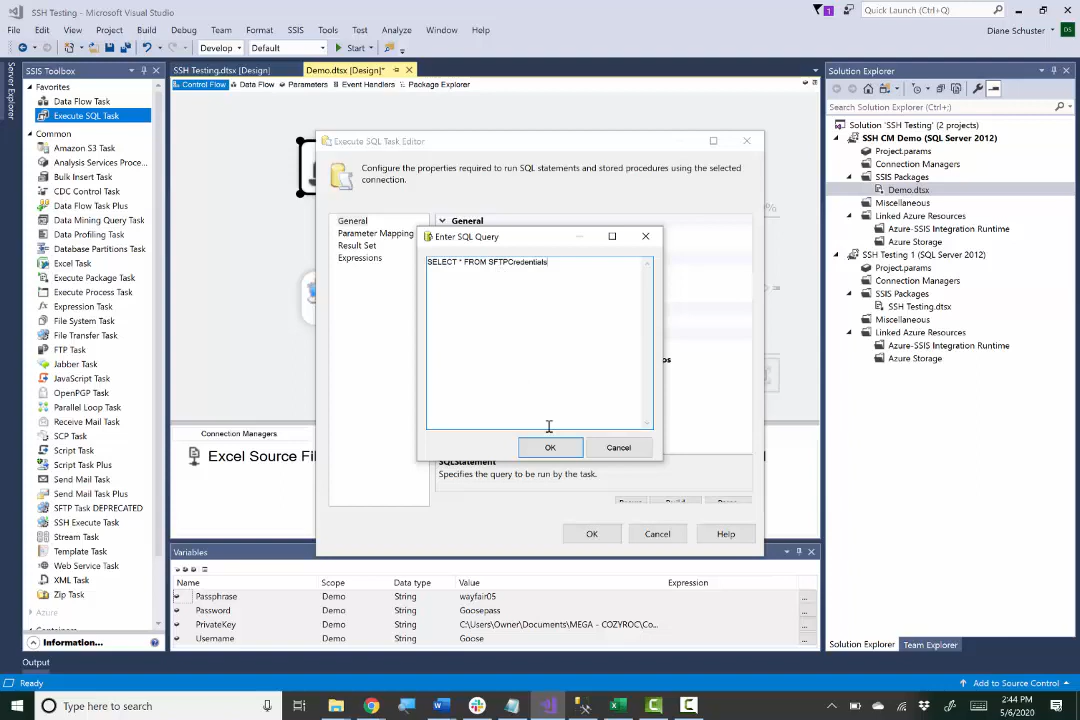 SSH Testing - Microsoft Visual Studio
1
Quick Launch (Ctrl+Q)
File Edit View Project Build Debug Team Format SSIS Tools Test Analyze Window Help
Diane Schuster
DS
Develop Default Start
Server Explorer
SSIS Toolbox
Favorites
Data Flow Task
Execute SQL Task
Common
Amazon S3 Task
Analysis Services Proce...
Bulk Insert Task
CDC Control Task
Data Flow Task Plus
Data Mining Query Task
Data Profiling Task
Database Partitions Task
Excel Task
Execute Package Task
Execute Process Task
Expression Task
File System Task
File Transfer Task
FTP Task
Jabber Task
JavaScript Task
OpenPGP Task
Parallel Loop Task
Receive Mail Task
SCP Task
Script Task
Script Task Plus
Send Mail Task
Send Mail Task Plus
SFTP Task DEPRECATED
SSH Execute Task
Stream Task
Template Task
Web Service Task
XML Task
Zip Task
Azure
Information...
SSH Testing.dtsx [Design] Demo.dtsx [Design]*
Control Flow Data Flow Parameters Event Handlers Package Explorer
Execute SQL Task Editor
Configure the properties required to run SQL statements and stored procedures using the selected
connection.
General
Parameter Mapping
Result Set
Expressions
General
Enter SQL Query
SELECT * FROM SFTPCredentials
OK Cancel
SQLStatement
Specifies the query to be run by the task.
OK Cancel Help
Connection Managers
Excel Source Fil
Variables
Name Scope Data type Value Expression
Passphrase Demo String wayfair05
Password Demo String Goosepass
PrivateKey Demo String C:\Users\Owner\Documents\MEGA - COZYROC\Co...
Username Demo String Goose
Solution Explorer
Search Solution Explorer (Ctrl+;)
Solution 'SSH Testing' (2 projects)
SSH CM Demo (SQL Server 2012)
Project.params
Connection Managers
SSIS Packages
Demo.dtsx
Miscellaneous
Linked Azure Resources
Azure-SSIS Integration Runtime
Azure Storage
SSH Testing 1 (SQL Server 2012)
Project.params
Connection Managers
SSIS Packages
SSH Testing.dtsx
Miscellaneous
Linked Azure Resources
Azure-SSIS Integration Runtime
Azure Storage
Solution Explorer Team Explorer
Output
Ready
Add to Source Control
Type here to search
2:44 PM
5/6/2020